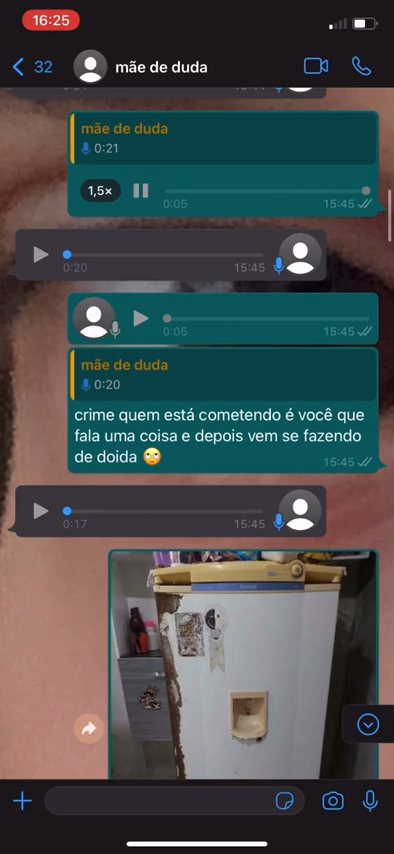 16:25
32
mãe de duda
mãe de duda
0:21
1,5×
0:05
15:45
0:20
15:45
0:05
15:45
mãe de duda
0:20
crime quem está cometendo é você que
fala uma coisa e depois vem se fazendo
de doida 🙄
15:45
0:17
15:45